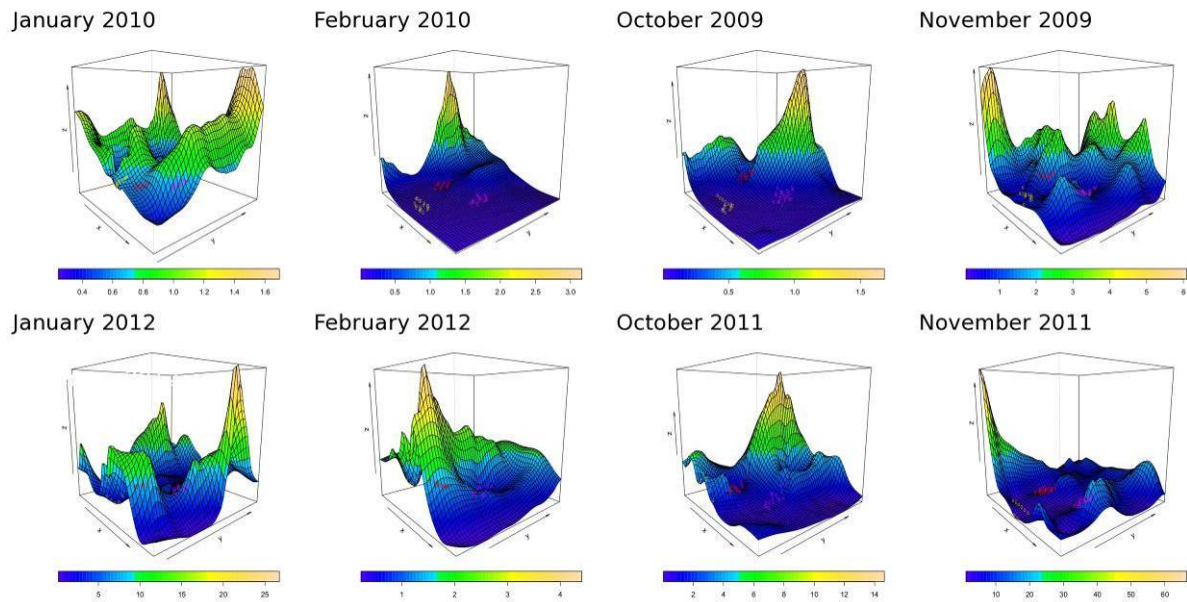 January 2010
February 2010
October 2009
November 2009
z
x
y
z
x
y
z
x
y
z
x
y
0.4 0.6 0.8 1.0 1.2 1.4 1.6
0.5 1.0 1.5 2.0 2.5 3.0
0.5 1.0 1.5
1 2 3 4 5 6
January 2012
February 2012
October 2011
November 2011
z
x
y
z
x
y
z
x
y
z
x
y
5 10 15 20 25
1 2 3 4
2 4 6 8 10 12 14
10 20 30 40 50 60